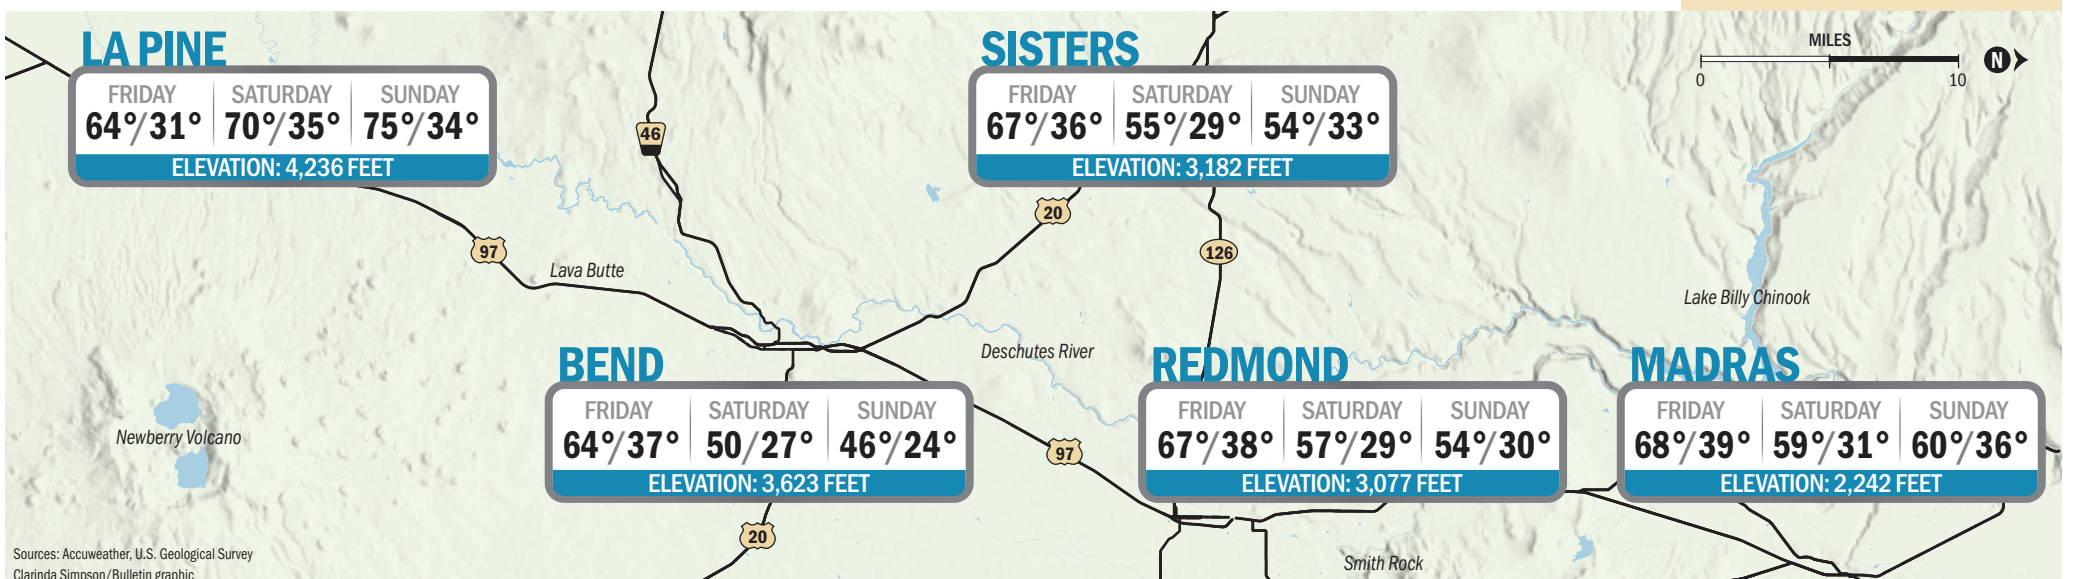 LA PINE
FRIDAY SATURDAY SUNDAY
64°/31° 70°/35° 75°/34°
ELEVATION: 4,236 FEET
46
SISTERS
FRIDAY SATURDAY SUNDAY
67°/36° 55°/29° 54°/33°
ELEVATION: 3,182 FEET
MILES
0 10
N
97
Lava Butte
20
126
Lake Billy Chinook
Deschutes River
BEND
FRIDAY SATURDAY SUNDAY
64°/37° 50/27° 46°/24°
ELEVATION: 3,623 FEET
97
REDMOND
FRIDAY SATURDAY SUNDAY
67°/38° 57°/29° 54°/30°
ELEVATION: 3,077 FEET
MADRAS
FRIDAY SATURDAY SUNDAY
68°/39° 59°/31° 60°/36°
ELEVATION: 2,242 FEET
Newberry Volcano
20
Smith Rock
Sources: Accuweather, U.S. Geological Survey
Clarinda Simpson/Bulletin graphic